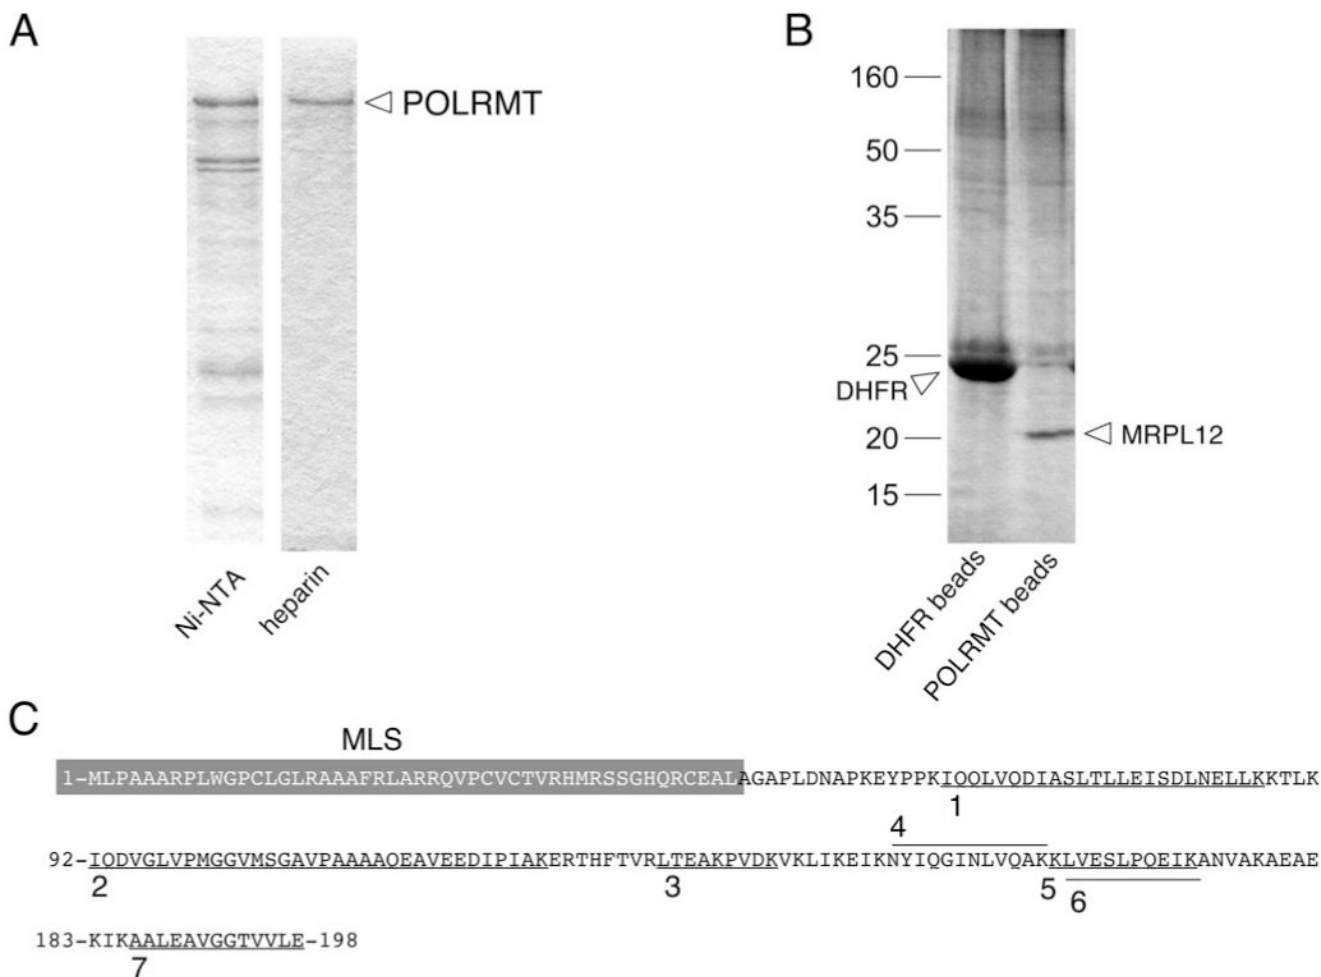 A
POLRMT
Ni-NTA
heparin
B
160
50
35
25
DHFR
20
MRPL12
15
DHFR beads
POLRMT beads
C
MLS
1-MLPAAARPLWGPCLGLRAAAFRLARRQVPCVCTVRHMRSSGHQRCEALAGAPLDNAPKEYPPKIQQLVQDIASLTLLEISDLNELLKKTLK
1
4
92-IQDVGLVPMGGVMSGAVPAAAAQEAVEEDIPIAKERTHFTVRLTEAKPVDKVKLIKEIKNYIQGINLVQAKKLVESLPQEIKANVAKAEAE
2
3
5
6
183-KIKAALEAVGGTVVLE-198
7